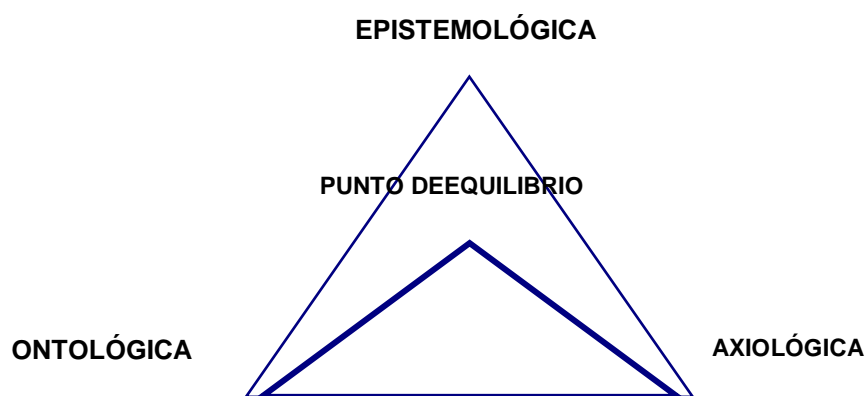 EPISTEMOLÓGICA
PUNTO DEEQUILIBRIO
ONTOLÓGICA
AXIOLÓGICA